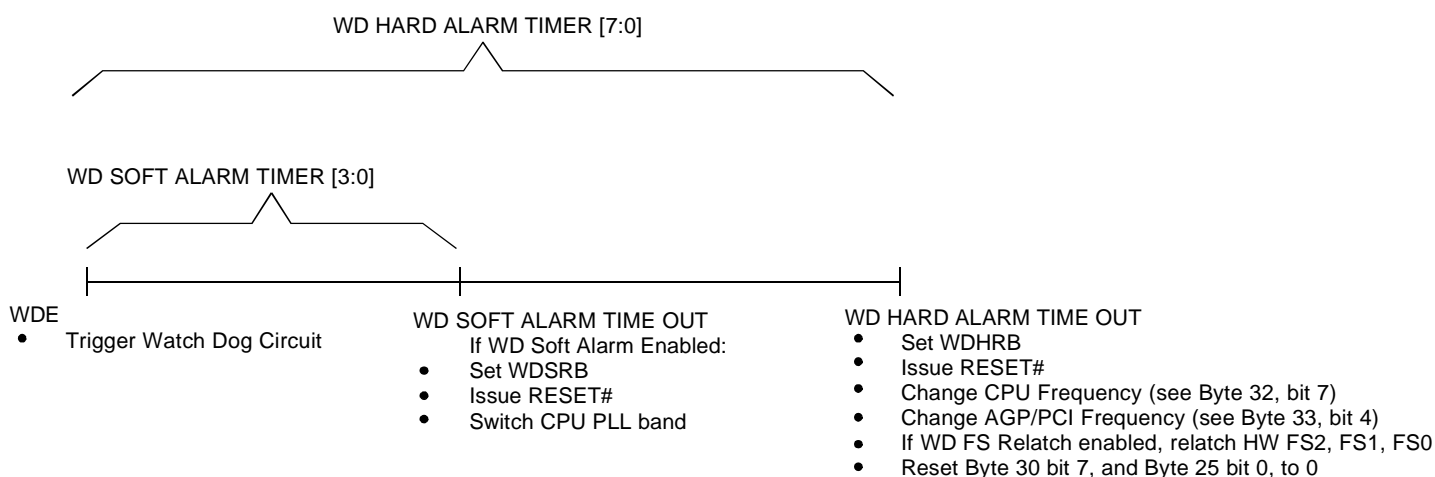 WD HARD ALARM TIMER [7:0]
WD SOFT ALARM TIMER [3:0]
WDE
• Trigger Watch Dog Circuit
WD SOFT ALARM TIME OUT
If WD Soft Alarm Enabled:
• Set WDSRB
• Issue RESET#
• Switch CPU PLL band
WD HARD ALARM TIME OUT
• Set WDHRB
• Issue RESET#
• Change CPU Frequency (see Byte 32, bit 7)
• Change AGP/PCI Frequency (see Byte 33, bit 4)
• If WD FS Relatch enabled, relatch HW FS2, FS1, FS0
• Reset Byte 30 bit 7, and Byte 25 bit 0, to 0